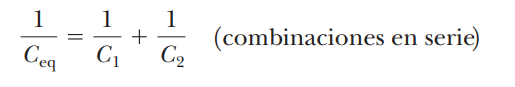 1/C_eq = 1/C_1 + 1/C_2 (combinaciones en serie)